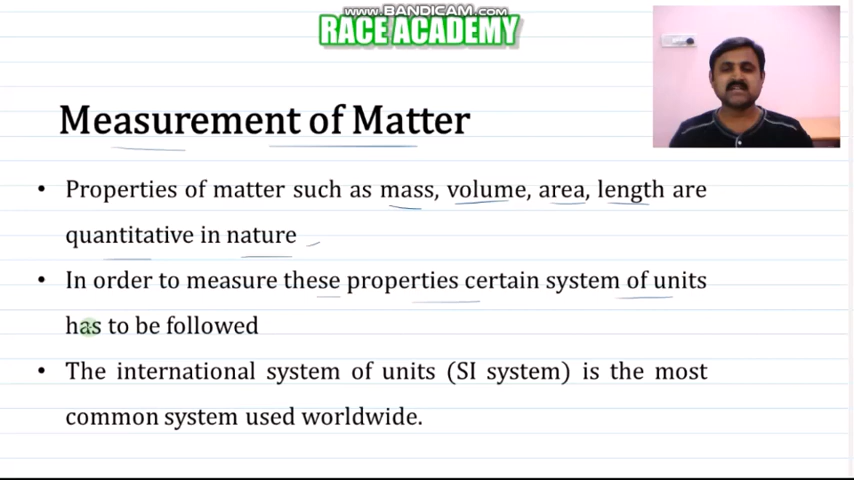 www.BANDICAM.com
RACE ACADEMY
Measurement of Matter
• Properties of matter such as mass, volume, area, length are
quantitative in nature
• In order to measure these properties certain system of units
has to be followed
• The international system of units (SI system) is the most
common system used worldwide.